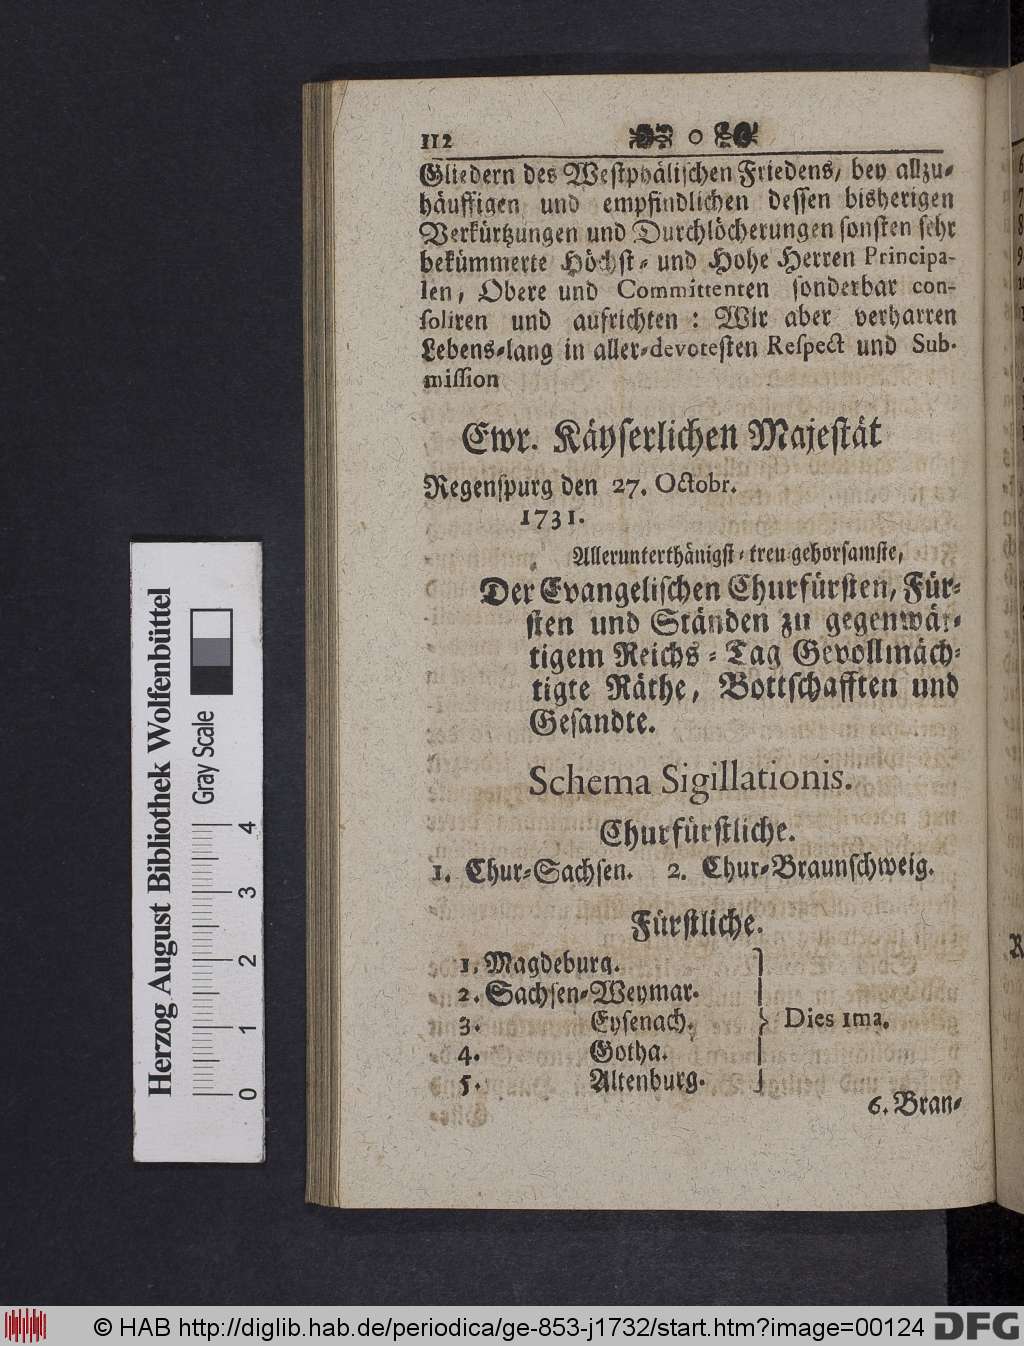 112
Gliedern des Westphälischen Friedens, bey allzu-
häuffigen und empfindlichen dessen bisherigen
Verkürtzungen und Durchlöcherungen sonsten sehr
bekümmerte Höchst- und Hohe Herren Principa-
len, Obere und Committenten sonderbar con-
soliren und aufrichten : Wir aber verharren
Lebens-lang in aller-devotesten Respect und Sub-
mission
Ewr. Käyserlichen Majestät
Regenspurg den 27. Octobr.
1731.
Allerunterthänigst-treu-gehorsamste,
Der Evangelischen Churfürsten, Für-
sten und Ständen zu gegenwär-
tigem Reichs-Tag Gevollmäch-
tigte Räthe, Bottschafften und
Gesandte.
Schema Sigillationis.
Churfürstliche.
1. Chur-Sachsen. 2. Chur-Braunschweig.
Fürstliche.
1. Magdeburg.
2. Sachsen-Weymar.
3. Eysenach.
4. Gotha.
5. Altenburg.
Dies 1ma.
6. Bran-
Herzog August Bibliothek Wolfenbüttel
Gray Scale
0 1 2 3 4
© HAB http://diglib.hab.de/periodica/ge-853-j1732/start.htm?image=00124
DFG